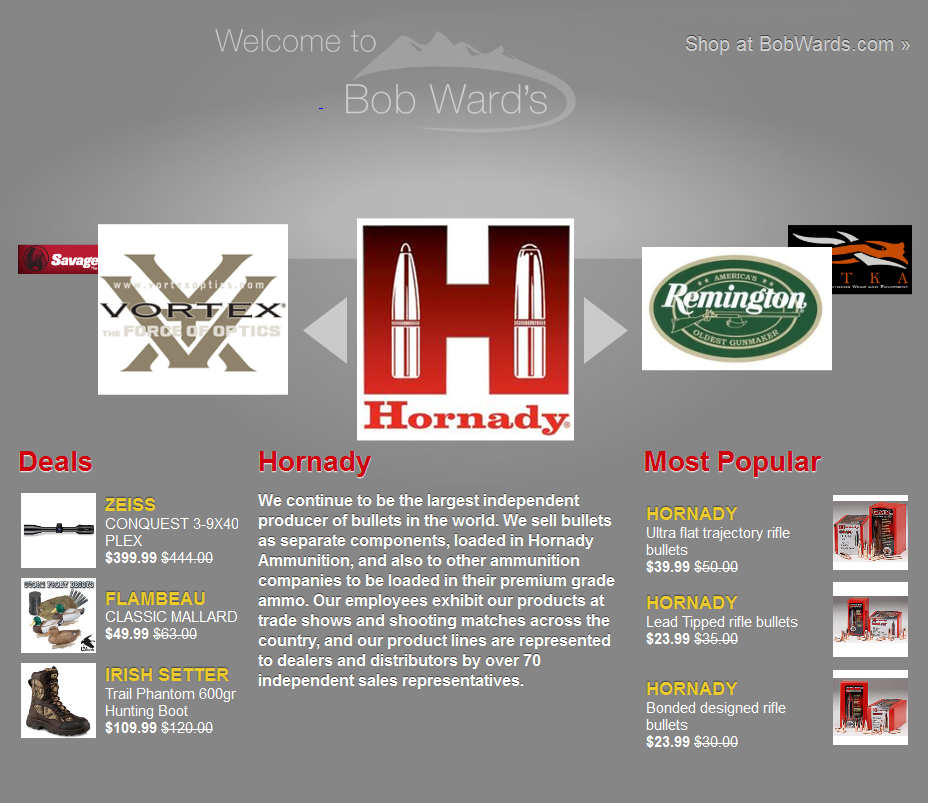 Welcome to
Bob Ward's
Shop at BobWards.com »
Savage
www.vortexoptics.com
VORTEX®
THE FORCE OF OPTICS
Hornady®
AMERICA'S
Remington
OLDEST GUNMAKER
TKA
Deals
ZEISS
CONQUEST 3-9X40
PLEX
$399.99 $444.00
FLAMBEAU
CLASSIC MALLARD
$49.99 $63.00
IRISH SETTER
Trail Phantom 600gr
Hunting Boot
$109.99 $120.00
Hornady
We continue to be the largest independent
producer of bullets in the world. We sell bullets
as separate components, loaded in Hornady
Ammunition, and also to other ammunition
companies to be loaded in their premium grade
ammo. Our employees exhibit our products at
trade shows and shooting matches across the
country, and our product lines are represented
to dealers and distributors by over 70
independent sales representatives.
Most Popular
HORNADY
Ultra flat trajectory rifle
bullets
$39.99 $50.00
HORNADY
Lead Tipped rifle bullets
$23.99 $35.00
HORNADY
Bonded designed rifle
bullets
$23.99 $30.00